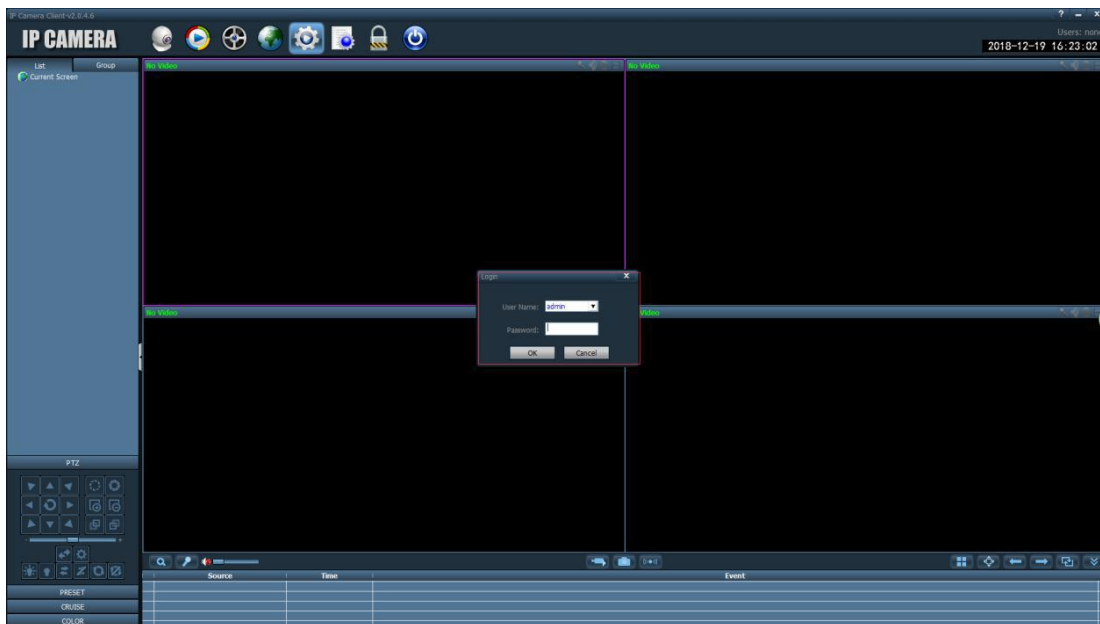 IP Camera Client-v2.0.4.6
? – x
IP CAMERA
Users: none
2018-12-19 16:23:02
List Group
Current Screen
No Video
No Video
Login x
User Name: admin
Password:
OK Cancel
No Video
Video
PTZ
- +
PRESET
CRUISE
COLOR
Source Time Event